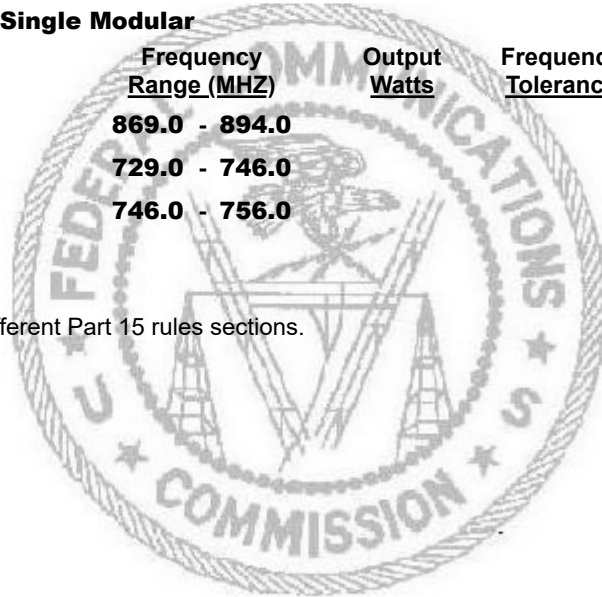 Single Modular
Frequency Output Frequenc
Range (MHZ) Watts Toleranc
869.0 - 894.0
729.0 - 746.0
746.0 - 756.0
fferent Part 15 rules sections.
FEDERAL COMMUNICATIONS COMMISSION
U S
-